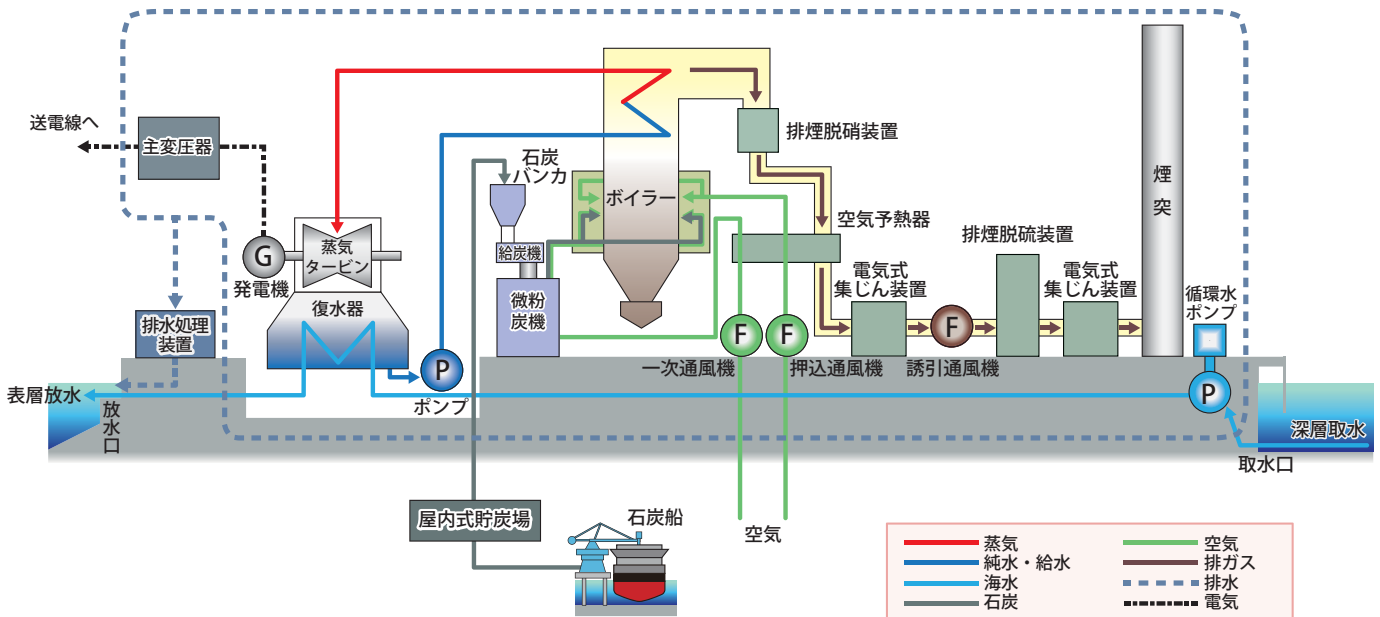 送電線へ
主変圧器
G
発電機
蒸気
タービン
復水器
排水処理
装置
表層放水
放水口
P
ポンプ
石炭
バンカ
給炭機
微粉
炭機
ボイラー
排煙脱硝装置
空気予熱器
電気式
集じん装置
排煙脱硫装置
電気式
集じん装置
煙突
循環水
ポンプ
F
F
F
一次通風機
押込通風機
誘引通風機
P
深層取水
取水口
屋内式貯炭場
石炭船
空気
蒸気
純水・給水
海水
石炭
空気
排ガス
排水
電気